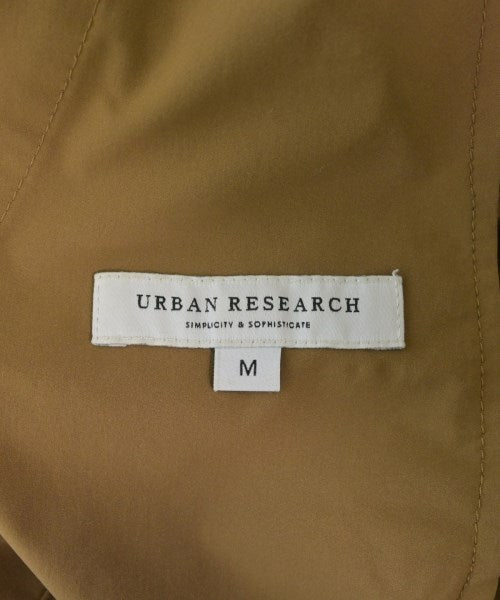 URBAN RESEARCH
SIMPLICITY & SOPHISTICATE
M